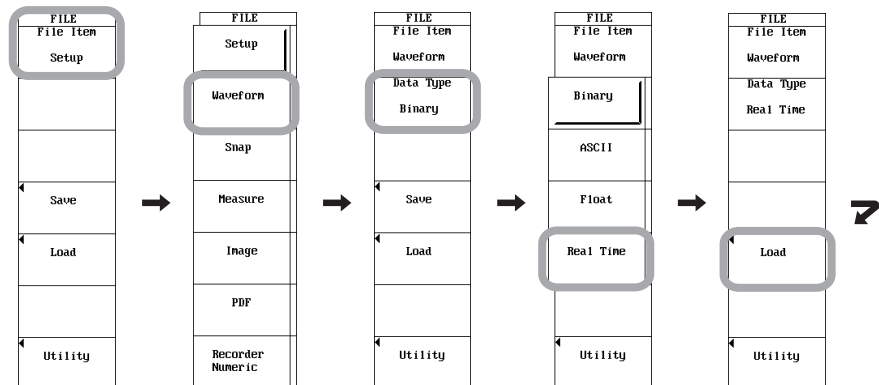 FILE
File Item
Setup
Save
Load
Utility
FILE
Setup
Waveform
Snap
Measure
Image
PDF
Recorder
Numeric
FILE
File Item
Waveform
Data Type
Binary
Save
Load
Utility
FILE
File Item
Waveform
Binary
ASCII
Float
Real Time
Utility
FILE
File Item
Waveform
Data Type
Real Time
Load
Utility